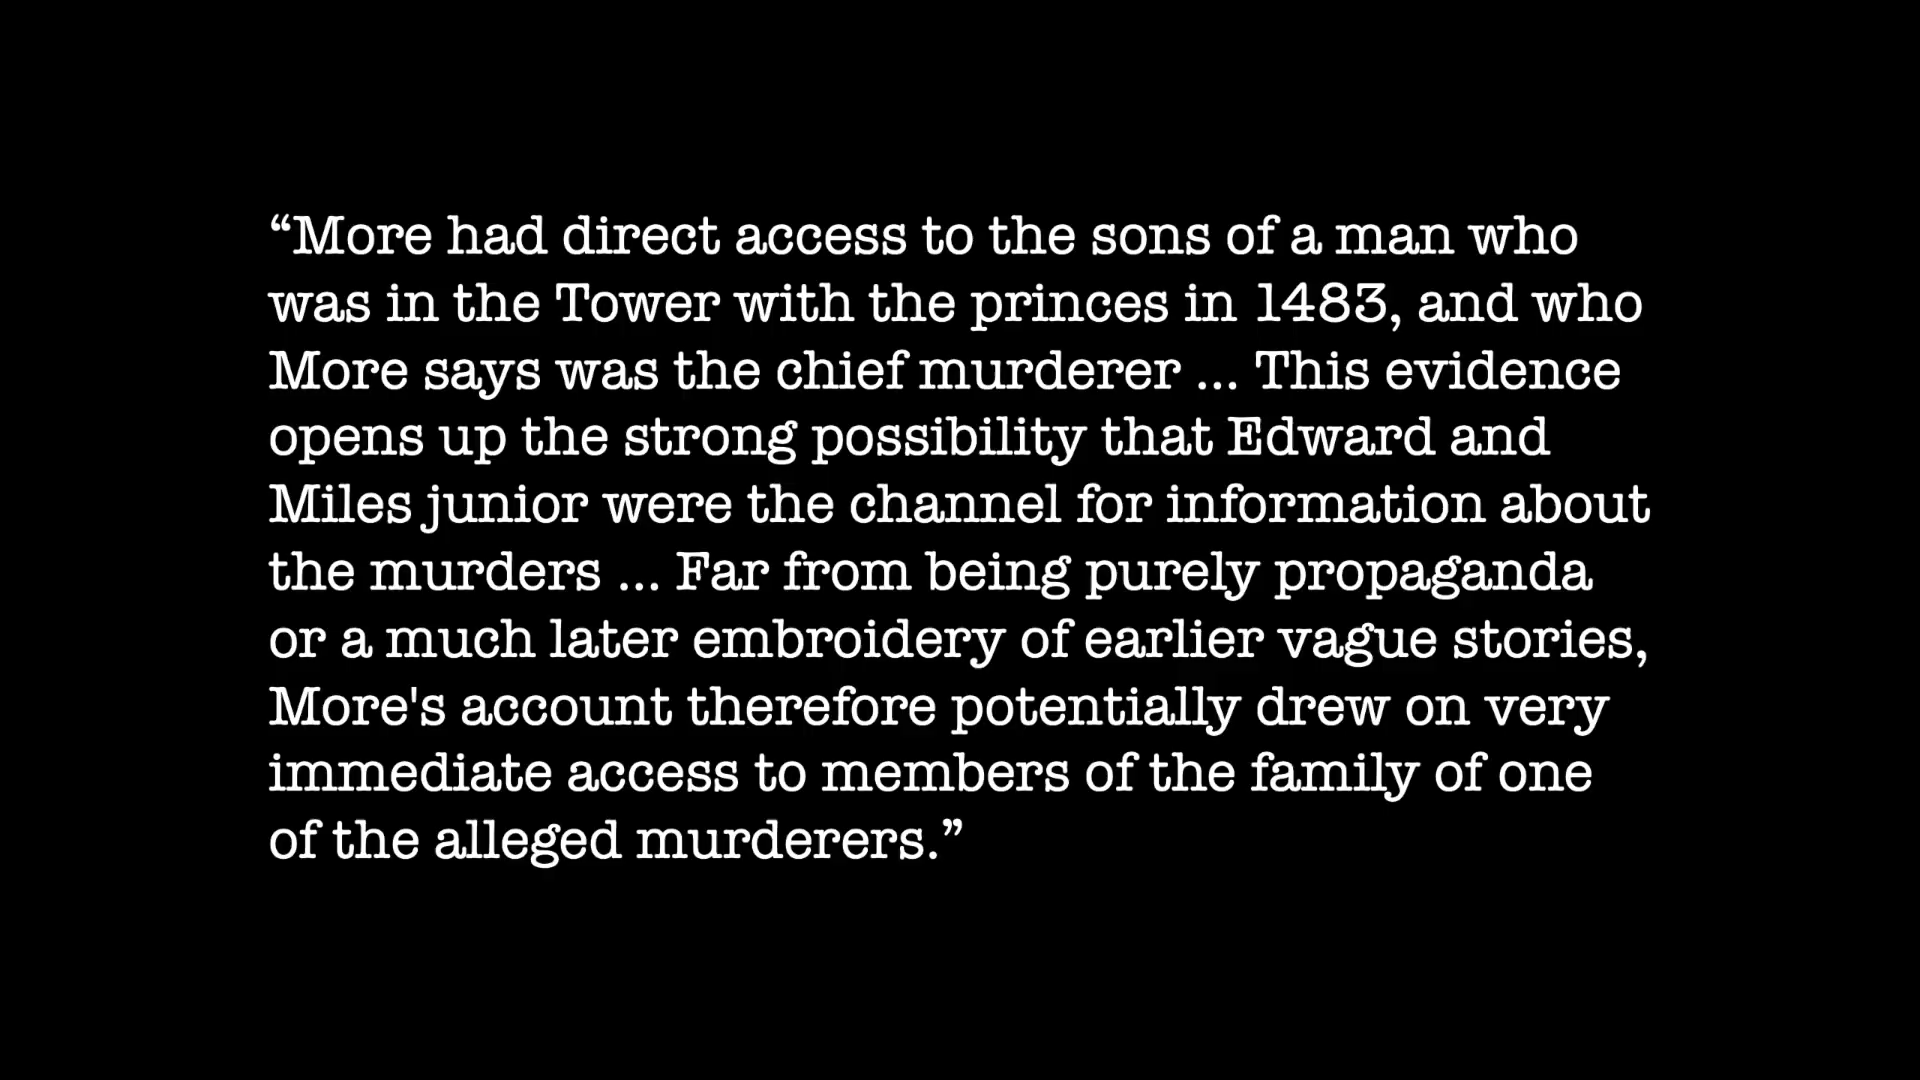 “More had direct access to the sons of a man who
was in the Tower with the princes in 1483, and who
More says was the chief murderer ... This evidence
opens up the strong possibility that Edward and
Miles junior were the channel for information about
the murders ... Far from being purely propaganda
or a much later embroidery of earlier vague stories,
More's account therefore potentially drew on very
immediate access to members of the family of one
of the alleged murderers.”